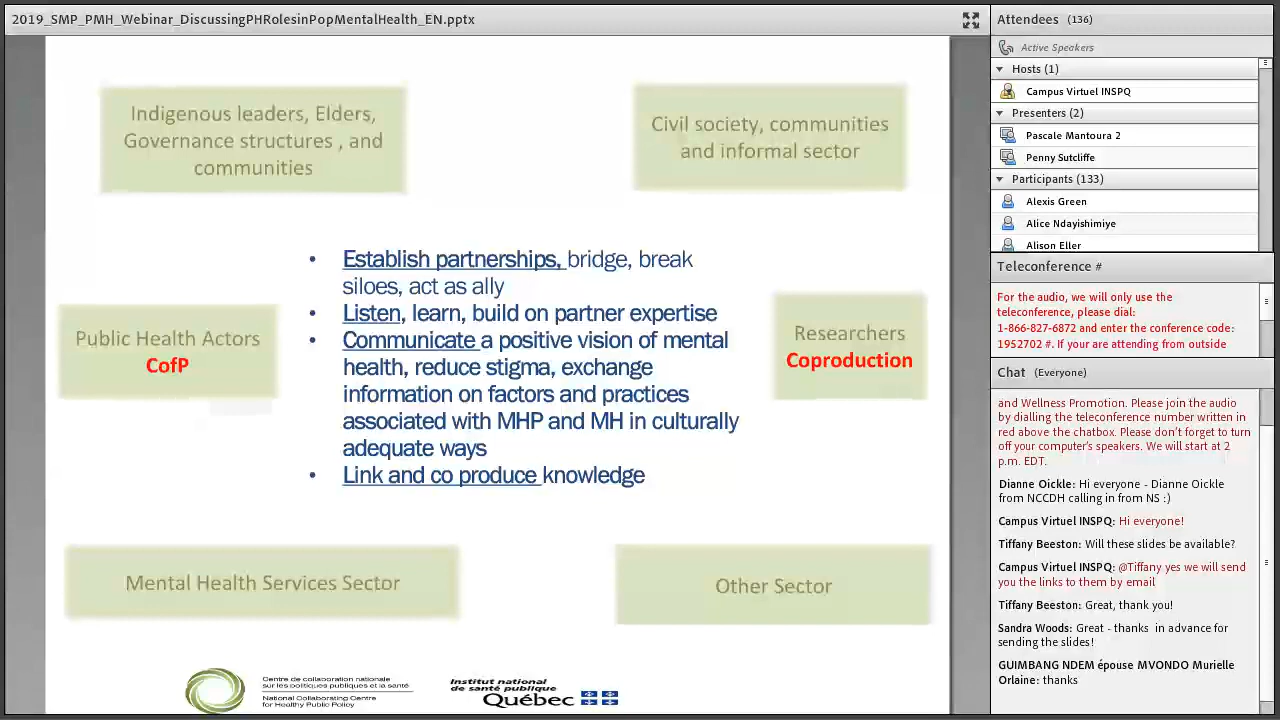 2019_SMP_PMH_Webinar_DiscussingPHRolesinPopMentalHealth_EN.pptx
Indigenous leaders, Elders,
Governance structures , and
communities
Civil society, communities
and informal sector
• Establish partnerships, bridge, break
siloes, act as ally
• Listen, learn, build on partner expertise
• Communicate a positive vision of mental
health, reduce stigma, exchange
information on factors and practices
associated with MHP and MH in culturally
adequate ways
• Link and co produce knowledge
Public Health Actors
CofP
Researchers
Coproduction
Mental Health Services Sector
Other Sector
Centre de collaboration nationale
sur les politiques publiques et la santé
National Collaborating Centre
for Healthy Public Policy
Institut national
de santé publique
Québec
Attendees (136)
Active Speakers
Hosts (1)
Campus Virtuel INSPQ
Presenters (2)
Pascale Mantoura 2
Penny Sutcliffe
Participants (133)
Alexis Green
Alice Ndayishimiye
Alison Eller
Teleconference #
For the audio, we will only use the
teleconference, please dial:
1-866-827-6872 and enter the conference code:
1952702 #. If your are attending from outside
Chat (Everyone)
and Wellness Promotion. Please join the audio
by dialling the teleconference number written in
red above the chatbox. Please don't forget to turn
off your computer's speakers. We will start at 2
p.m. EDT.
Dianne Oickle: Hi everyone - Dianne Oickle
from NCCDH calling in from NS :)
Campus Virtuel INSPQ: Hi everyone!
Tiffany Beeston: Will these slides be available?
Campus Virtuel INSPQ: @Tiffany yes we will send
you the links to them by email
Tiffany Beeston: Great, thank you!
Sandra Woods: Great - thanks in advance for
sending the slides!
GUIMBANG NDEM épouse MVONDO Murielle
Orlaine: thanks